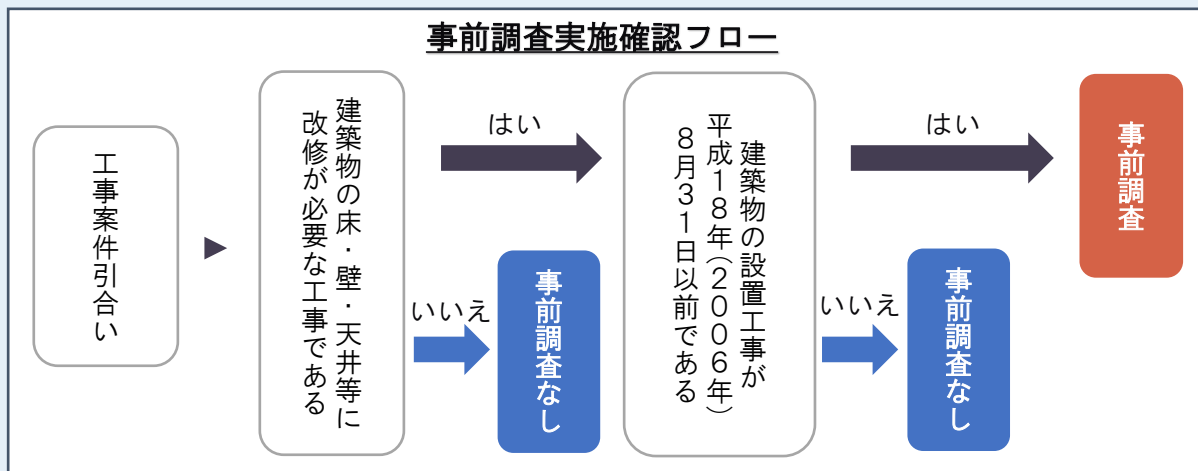 事前調査実施確認フロー
工事案件引合い
建築物の床・壁・天井等に
改修が必要な工事である
はい
いいえ
事前調査なし
建築物の設置工事が
平成１８年（２００６年）
８月３１日以前である
はい
いいえ
事前調査なし
事前調査